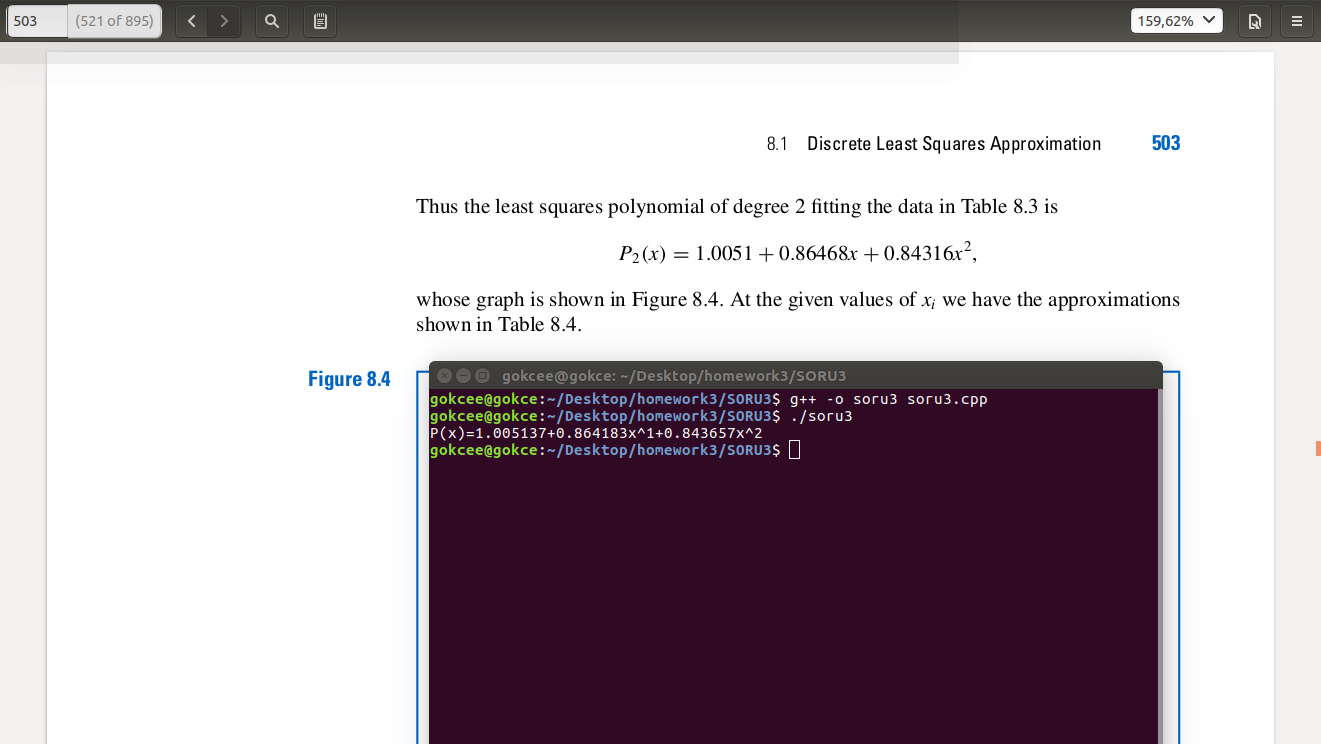 503 (521 of 895) 159,62%
8.1 Discrete Least Squares Approximation 503
Thus the least squares polynomial of degree 2 fitting the data in Table 8.3 is
P₂(x) = 1.0051 + 0.86468x + 0.84316x²,
whose graph is shown in Figure 8.4. At the given values of xᵢ we have the approximations
shown in Table 8.4.
Figure 8.4
gokcee@gokce: ~/Desktop/homework3/SORU3
gokcee@gokce:~/Desktop/homework3/SORU3$ g++ -o soru3 soru3.cpp
gokcee@gokce:~/Desktop/homework3/SORU3$ ./soru3
P(x)=1.005137+0.864183x^1+0.843657x^2
gokcee@gokce:~/Desktop/homework3/SORU3$